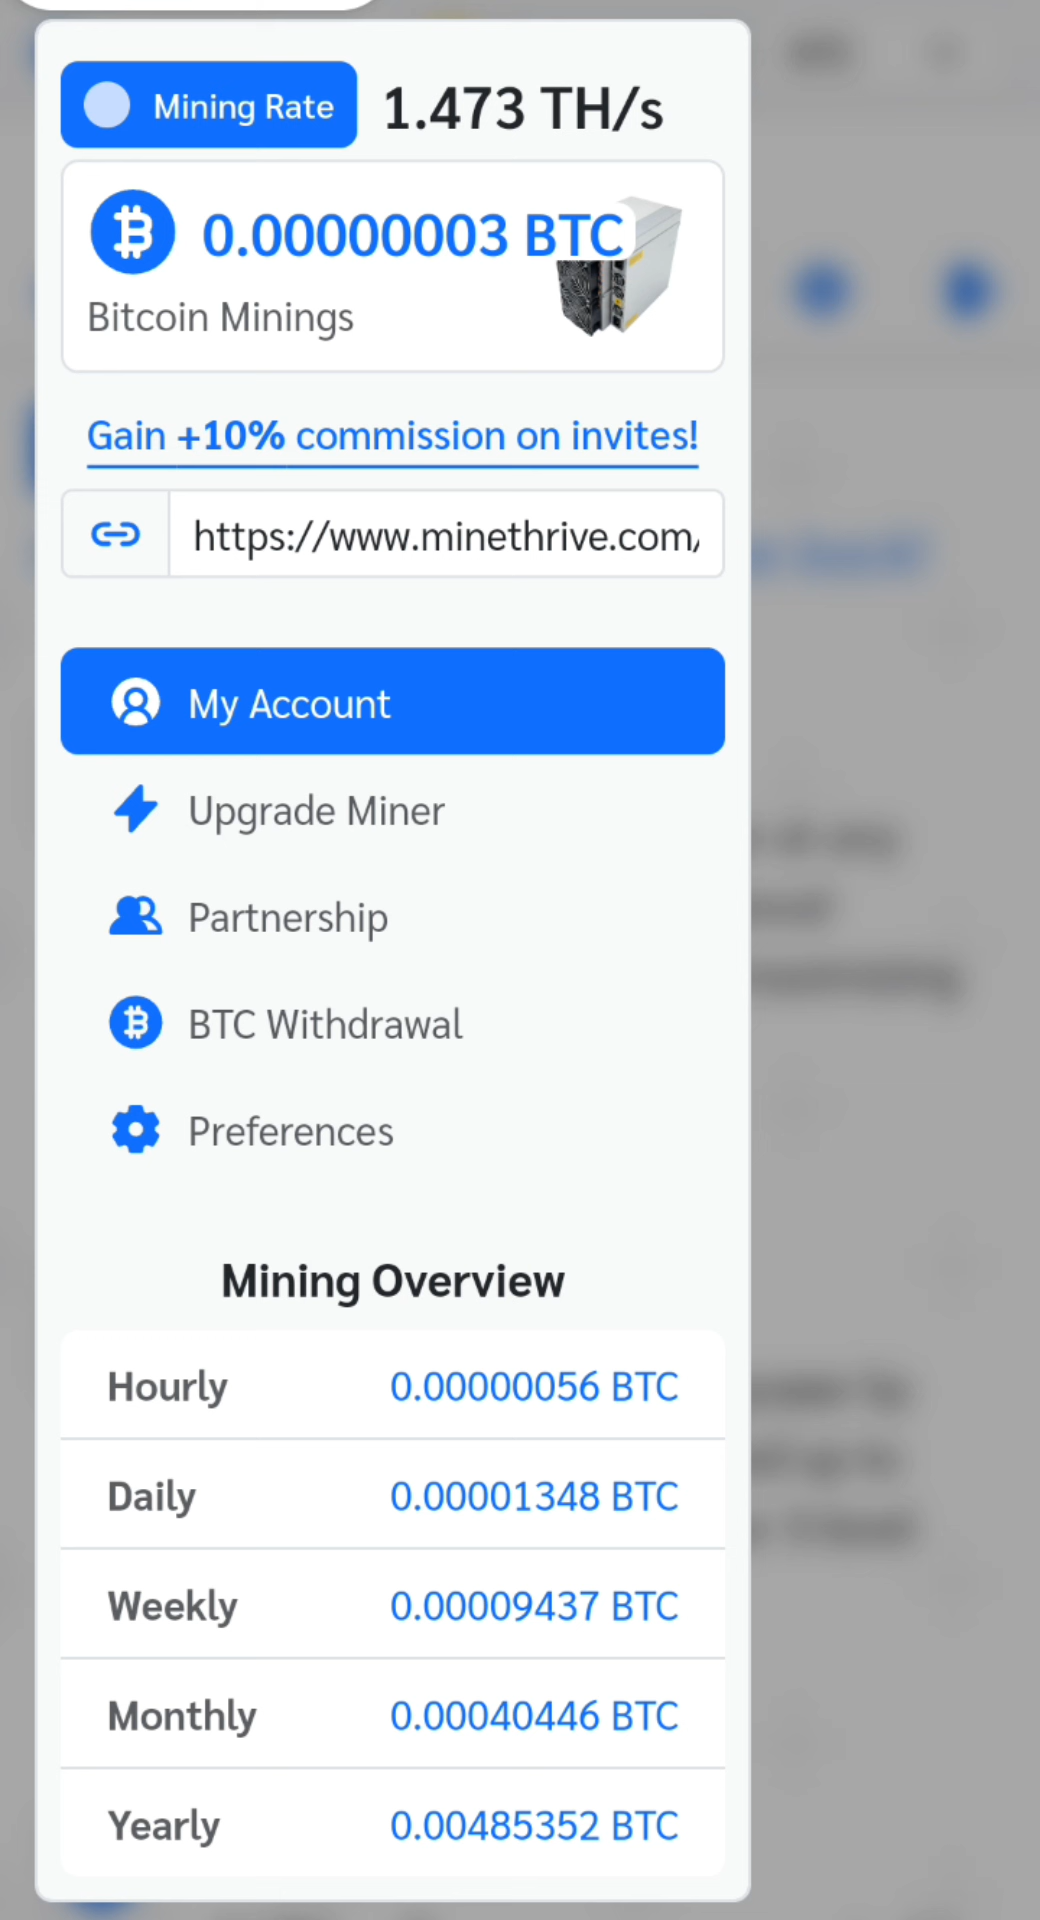 Mining Rate 1.473 TH/s
0.00000003 BTC
Bitcoin Minings
Gain +10% commission on invites!
https://www.minethrive.com/
My Account
Upgrade Miner
Partnership
BTC Withdrawal
Preferences
Mining Overview
Hourly 0.00000056 BTC
Daily 0.00001348 BTC
Weekly 0.00009437 BTC
Monthly 0.00040446 BTC
Yearly 0.00485352 BTC